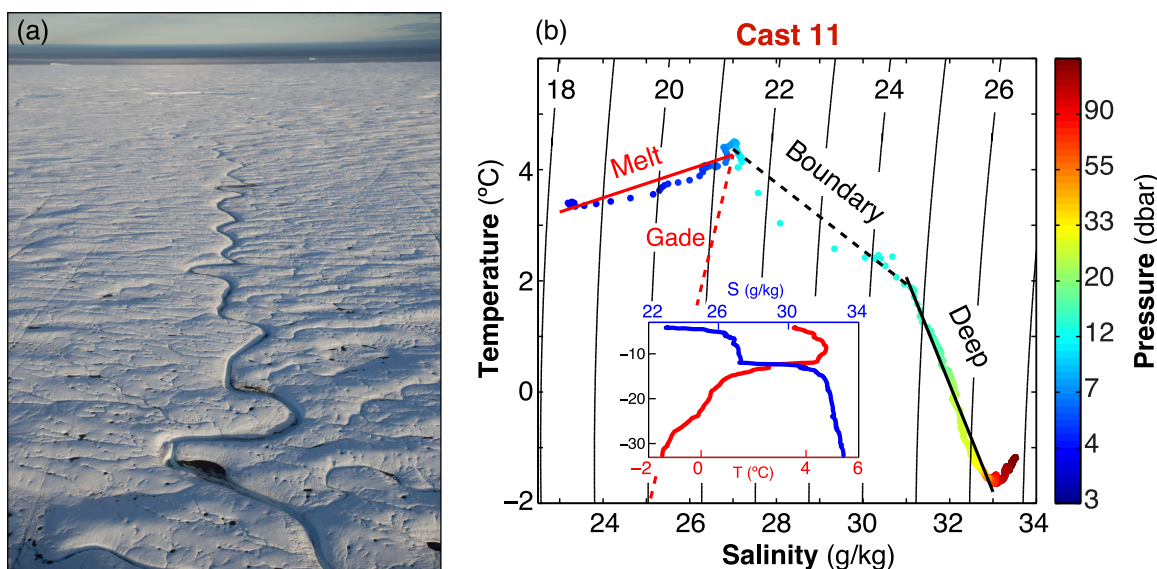 (a)
(b)
Cast 11
18
20
22
24
26
Melt
Boundary
Gade
Deep
Temperature (ºC)
4
2
0
−2
24
26
28
30
32
34
Salinity (g/kg)
S (g/kg)
22
26
30
34
−10
−20
−30
−2
0
4
6
T (ºC)
90
55
33
20
12
7
4
3
Pressure (dbar)